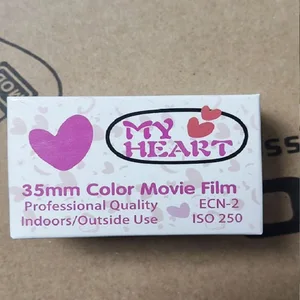 MY
HEART
35mm Color Movie Film
Professional Quality ECN-2
Indoors/Outside Use ISO 250